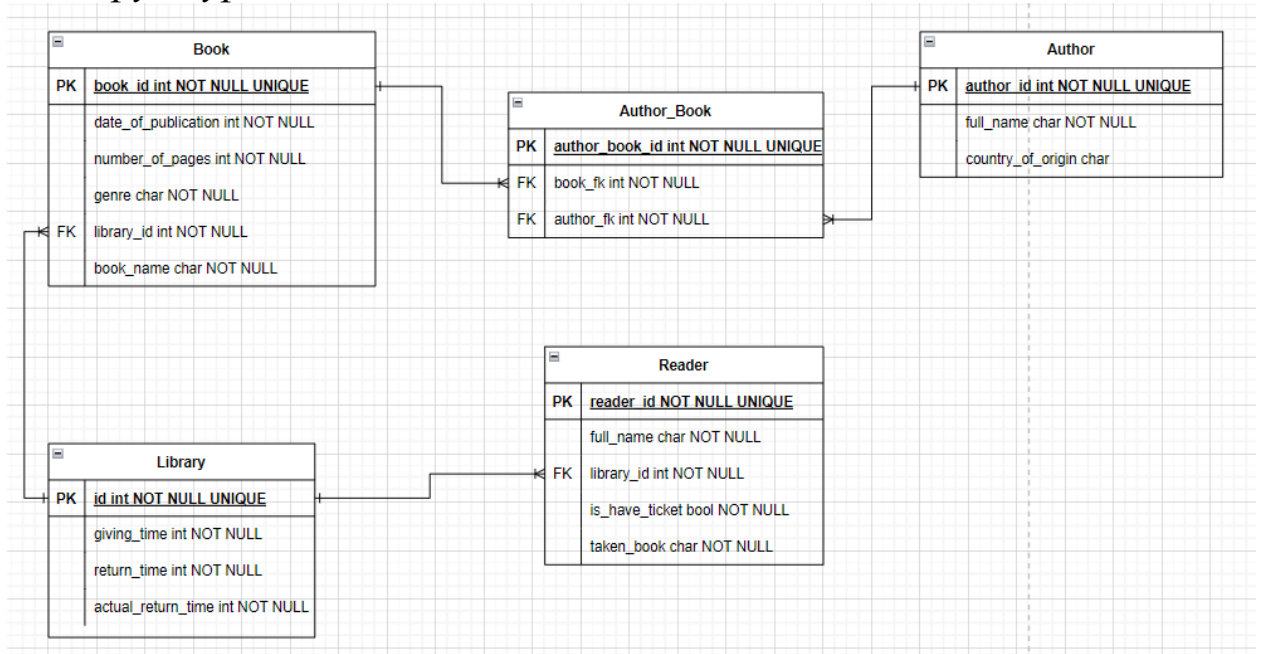 Book
PK book_id int NOT NULL UNIQUE
date_of_publication int NOT NULL
number_of_pages int NOT NULL
genre char NOT NULL
FK library_id int NOT NULL
book_name char NOT NULL
Author_Book
PK author_book_id int NOT NULL UNIQUE
FK book_fk int NOT NULL
FK author_fk int NOT NULL
Author
PK author_id int NOT NULL UNIQUE
full_name char NOT NULL
country_of_origin char
Reader
PK reader_id NOT NULL UNIQUE
full_name char NOT NULL
FK library_id int NOT NULL
is_have_ticket bool NOT NULL
taken_book char NOT NULL
Library
PK id int NOT NULL UNIQUE
giving_time int NOT NULL
return_time int NOT NULL
actual_return_time int NOT NULL